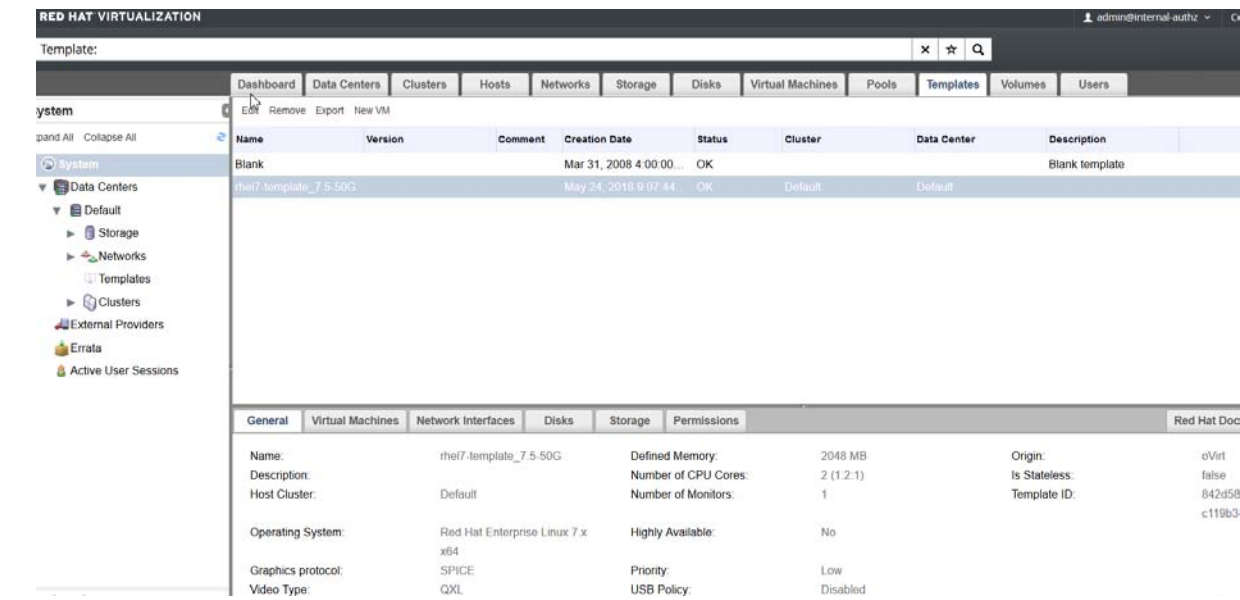 RED HAT VIRTUALIZATION admin@internal-authz
Template:
Dashboard Data Centers Clusters Hosts Networks Storage Disks Virtual Machines Pools Templates Volumes Users
ystem Edit Remove Export New VM
pand All Collapse All Name Version Comment Creation Date Status Cluster Data Center Description
System Blank Mar 31, 2008 4:00:00... OK Blank template
Data Centers rhel7-template_7.5-50G May 24, 2018 9:07:44... OK Default Default
Default
Storage
Networks
Templates
Clusters
External Providers
Errata
Active User Sessions
General Virtual Machines Network Interfaces Disks Storage Permissions Red Hat Doc
Name: rhel7-template_7.5-50G Defined Memory: 2048 MB Origin: oVirt
Description: Number of CPU Cores: 2 (1:2:1) Is Stateless: false
Host Cluster: Default Number of Monitors: 1 Template ID: 842d58
c119b3
Operating System: Red Hat Enterprise Linux 7.x Highly Available: No
x64
Graphics protocol: SPICE Priority: Low
Video Type: QXL USB Policy: Disabled